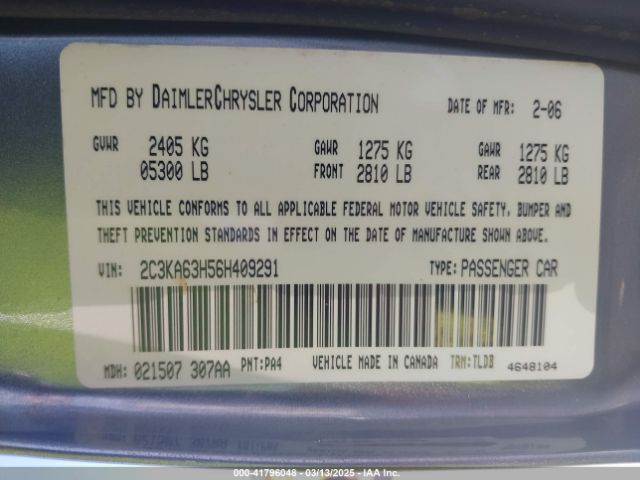 MFD BY DAIMLERCHRYSLER CORPORATION DATE OF MFR: 2-06
GVWR 2405 KG GAWR 1275 KG GAWR 1275 KG
05300 LB FRONT 2810 LB REAR 2810 LB
THIS VEHICLE CONFORMS TO ALL APPLICABLE FEDERAL MOTOR VEHICLE SAFETY, BUMPER AND
THEFT PREVENTION STANDARDS IN EFFECT ON THE DATE OF MANUFACTURE SHOWN ABOVE.
VIN: 2C3KA63H56H409291 TYPE: PASSENGER CAR
MDH: 021507 307AA PNT: PA4 VEHICLE MADE IN CANADA TRM: TLDB 4648104
000-41796048 - 03/13/2025 - IAA Inc.